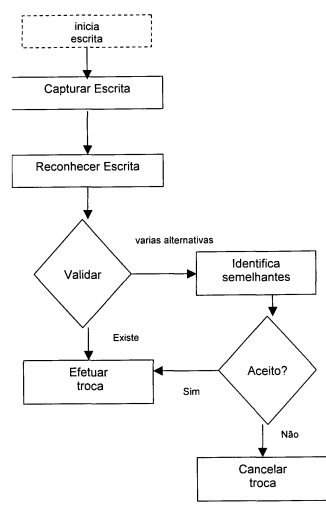 inicia
escrita
Capturar Escrita
Reconhecer Escrita
varias alternativas
Validar
Identifica
semelhantes
Existe
Efetuar
troca
Sim
Aceito?
Não
Cancelar
troca